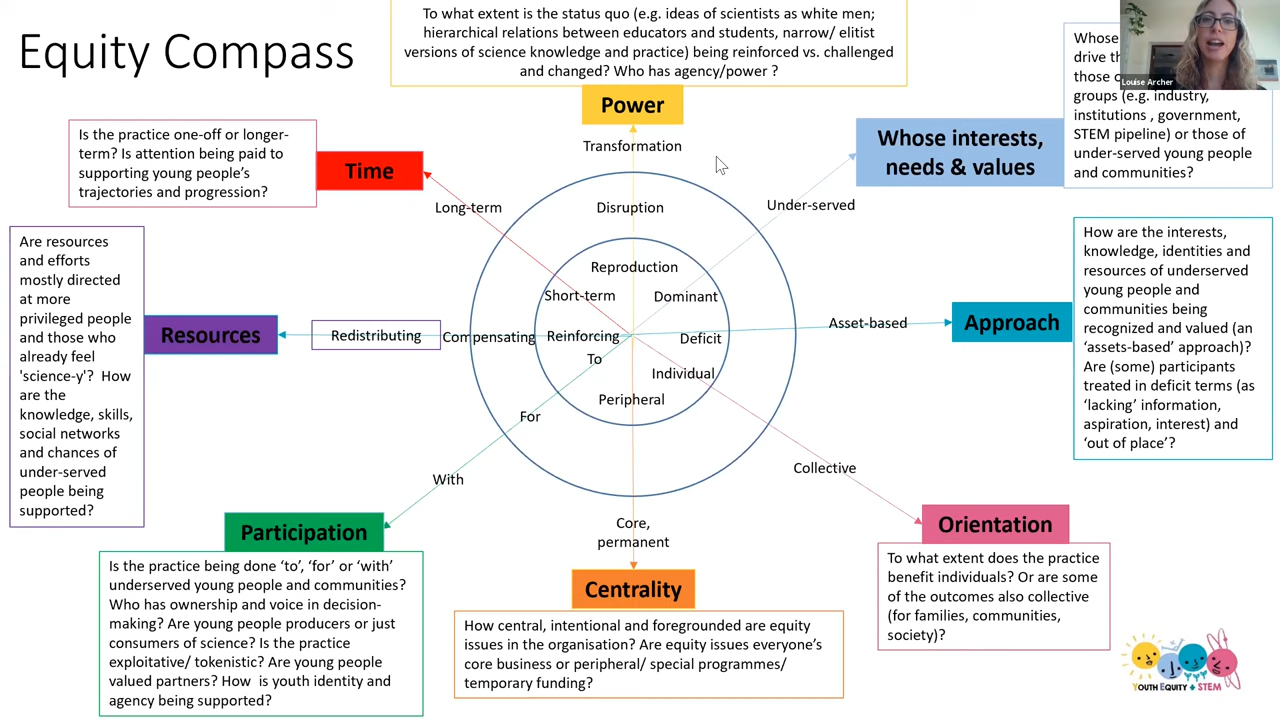 Equity Compass
To what extent is the status quo (e.g. ideas of scientists as white men;
hierarchical relations between educators and students, narrow/ elitist
versions of science knowledge and practice) being reinforced vs. challenged
and changed? Who has agency/power ?
Power
Transformation
Disruption
Reproduction
Louise Archer
Whose
drive
those
groups (e.g. industry,
institutions , government,
STEM pipeline) or those of
under-served young people
and communities?
Whose interests,
needs & values
Under-served
Dominant
Is the practice one-off or longer-
term? Is attention being paid to
supporting young people's
trajectories and progression?
Time
Long-term
Short-term
Are resources
and efforts
mostly directed
at more
privileged people
and those who
already feel
'science-y'? How
are the
knowledge, skills,
social networks
and chances of
under-served
people being
supported?
Resources
Redistributing
Compensating
Reinforcing
Deficit
Asset-based
Approach
How are the interests,
knowledge, identities and
resources of underserved
young people and
communities being
recognized and valued (an
‘assets-based’ approach)?
Are (some) participants
treated in deficit terms (as
‘lacking’ information,
aspiration, interest) and
‘out of place’?
To
For
With
Participation
Is the practice being done ‘to’, ‘for’ or ‘with’
underserved young people and communities?
Who has ownership and voice in decision-
making? Are young people producers or just
consumers of science? Is the practice
exploitative/ tokenistic? Are young people
valued partners? How is youth identity and
agency being supported?
Peripheral
Core,
permanent
Centrality
How central, intentional and foregrounded are equity
issues in the organisation? Are equity issues everyone’s
core business or peripheral/ special programmes/
temporary funding?
Individual
Collective
Orientation
To what extent does the practice
benefit individuals? Or are some
of the outcomes also collective
(for families, communities,
society)?
YOUTH EQUITY + STEM